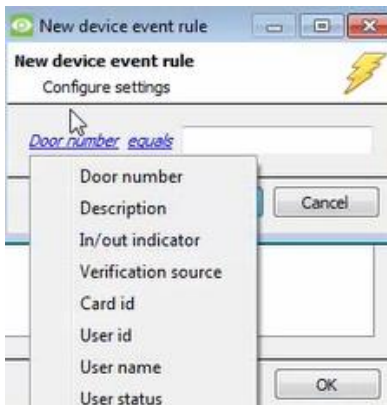 New device event rule
New device event rule
Configure settings
Door number equals
Door number
Description
Cancel
In/out indicator
Verification source
Card id
User id
User name
OK
User status